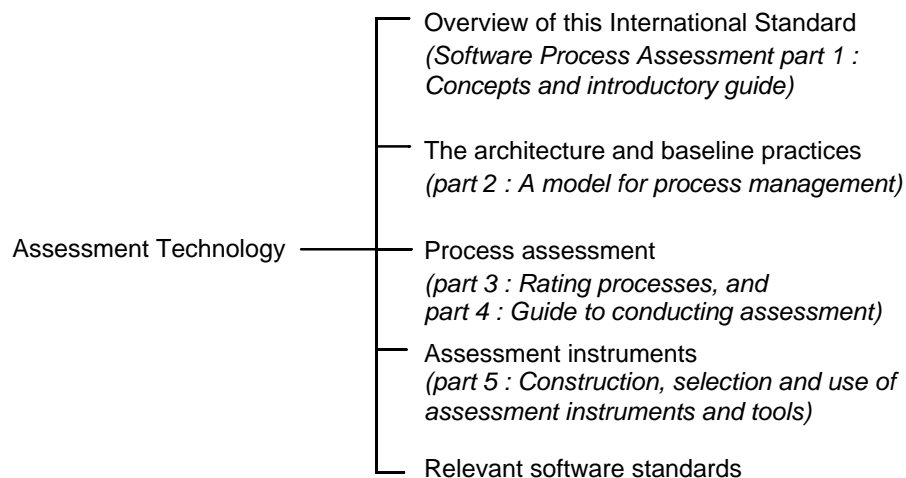 Overview of this International Standard
(Software Process Assessment part 1 :
Concepts and introductory guide)
The architecture and baseline practices
(part 2 : A model for process management)
Assessment Technology
Process assessment
(part 3 : Rating processes, and
part 4 : Guide to conducting assessment)
Assessment instruments
(part 5 : Construction, selection and use of
assessment instruments and tools)
Relevant software standards